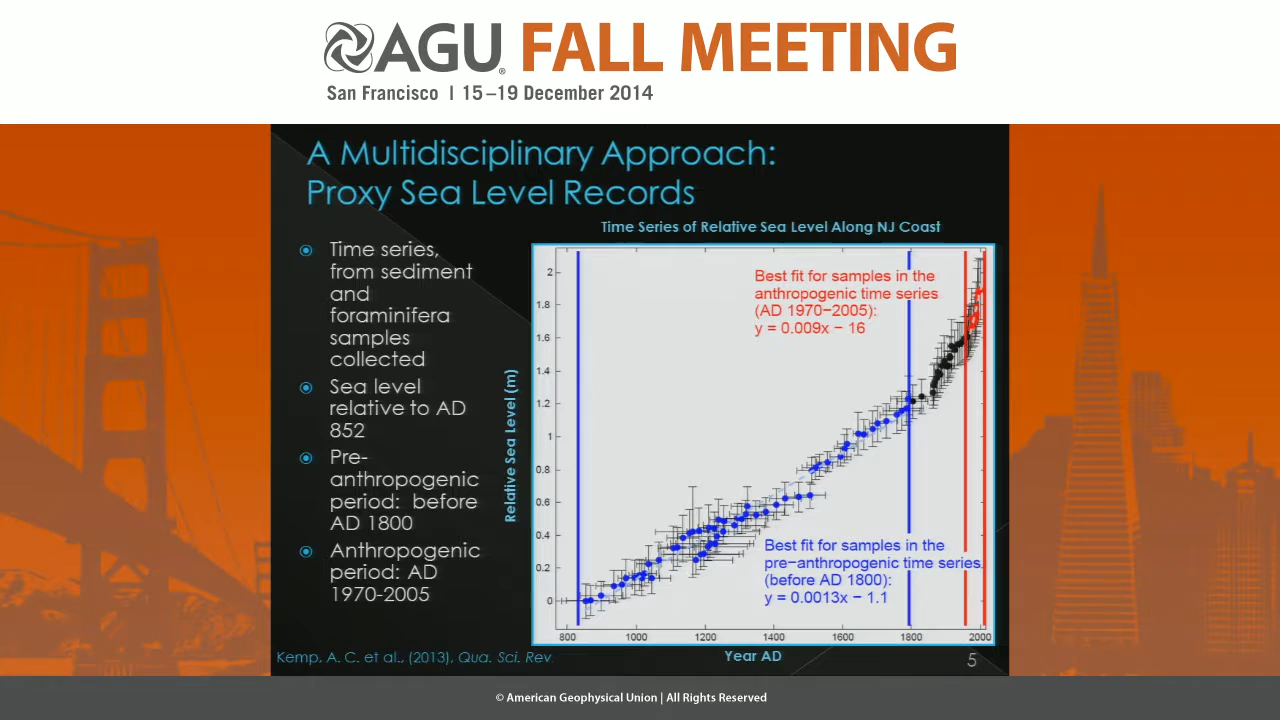 AGU FALL MEETING
San Francisco | 15–19 December 2014
A Multidisciplinary Approach:
Proxy Sea Level Records
Time series,
from sediment
and
foraminifera
samples
collected
Sea level
relative to AD
852
Pre-
anthropogenic
period: before
AD 1800
Anthropogenic
period: AD
1970-2005
Time Series of Relative Sea Level Along NJ Coast
Relative Sea Level (m)
2
1.8
1.6
1.4
1.2
1
0.8
0.6
0.4
0.2
0
Best fit for samples in the
anthropogenic time series
(AD 1970−2005):
y = 0.009x − 16
Best fit for samples in the
pre−anthropogenic time series
(before AD 1800):
y = 0.0013x − 1.1
800 1000 1200 1400 1600 1800 2000
Year AD
Kemp, A. C. et al., (2013), Qua. Sci. Rev.
5
© American Geophysical Union | All Rights Reserved